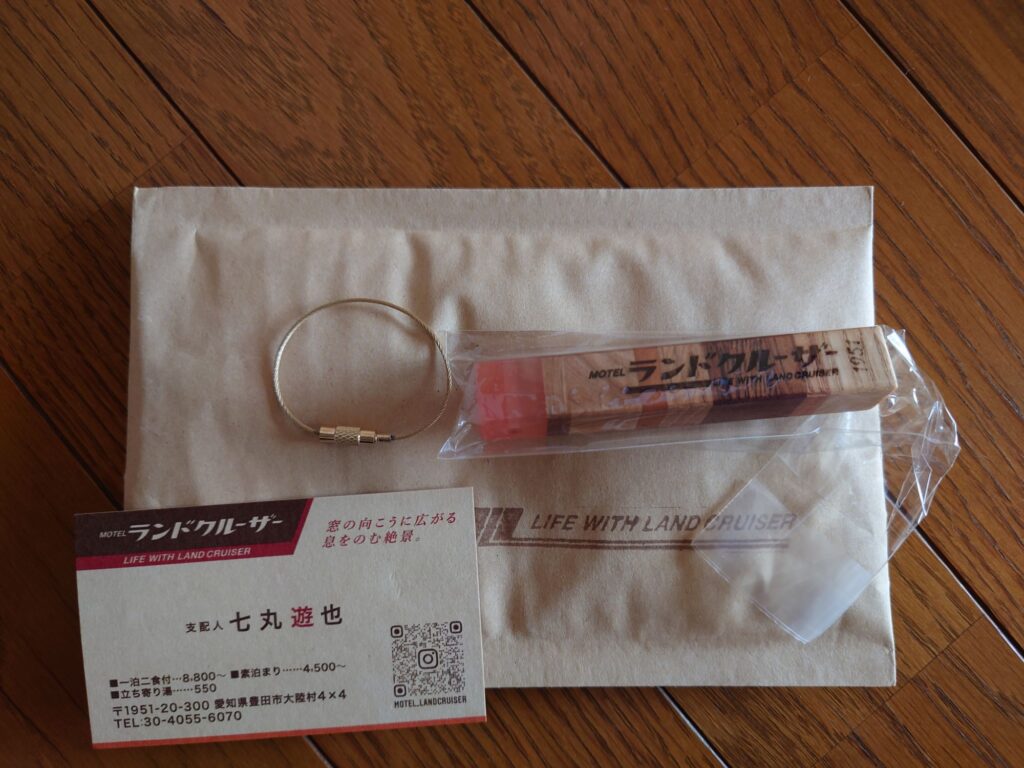 MOTEL ランドクルーザー
LIFE WITH LAND CRUISER
1951
LIFE WITH LAND CRUISER
MOTEL ランドクルーザー
LIFE WITH LAND CRUISER
窓の向こうに広がる
息をのむ絶景。
支配人 七丸遊也
■一泊二食付…8,800〜 ■素泊まり……4,500〜
■立ち寄り湯……550
〒1951-20-300 愛知県豊田市大陸村4×4
TEL:30-4055-6070
MOTEL_LANDCRUISER